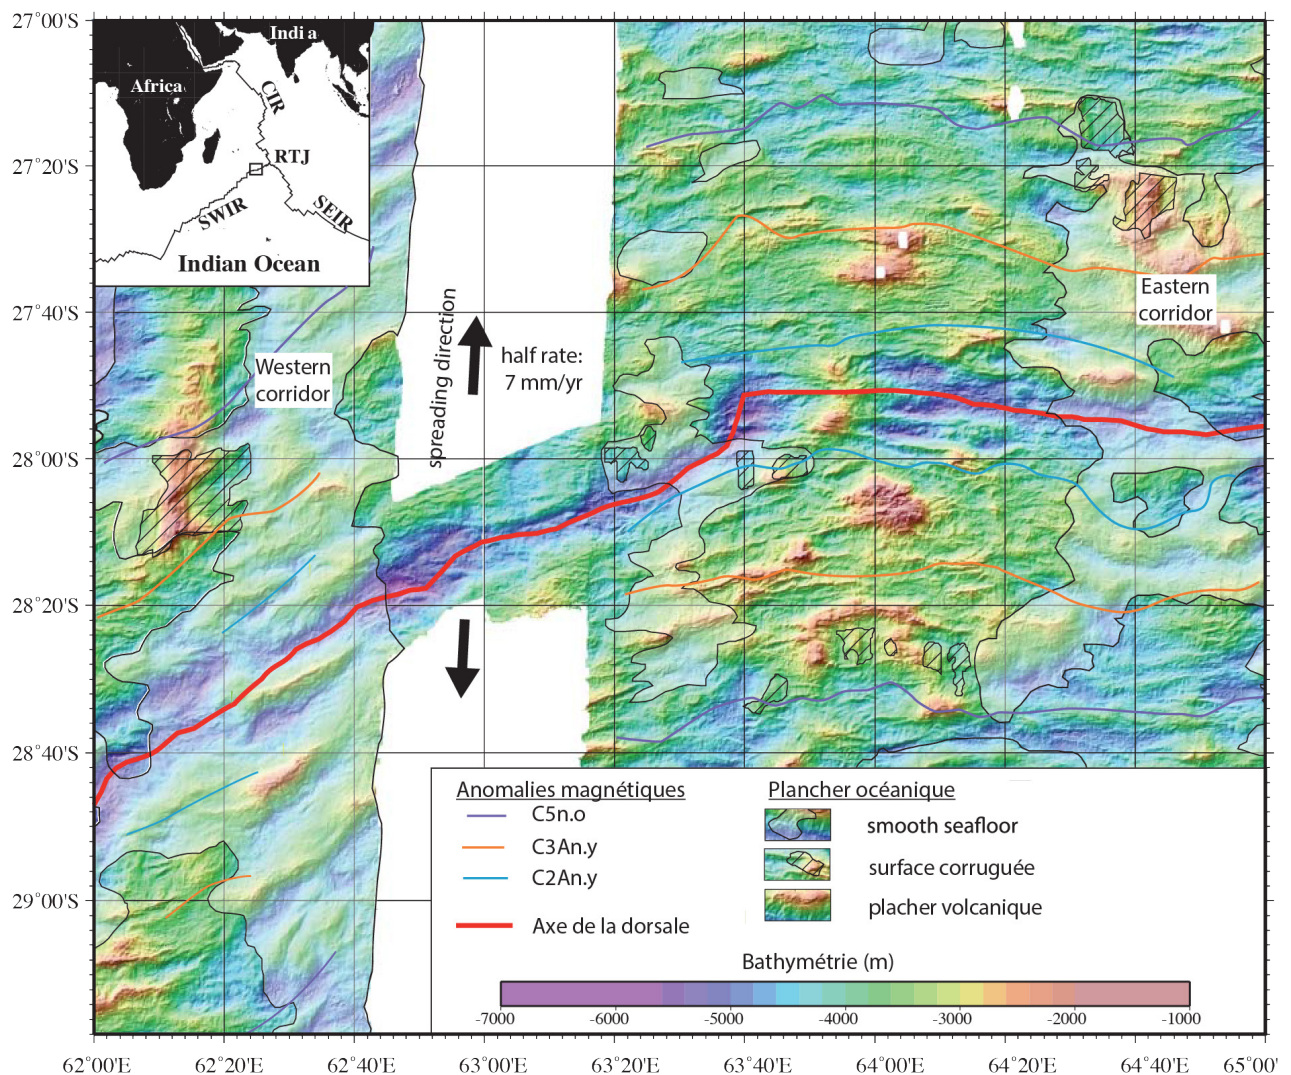 27°00'S
27°20'S
27°40'S
28°00'S
28°20'S
28°40'S
29°00'S
India
Africa
CIR
RTJ
SWIR
SEIR
Indian Ocean
Western
corridor
spreading direction
half rate:
7 mm/yr
Eastern
corridor
Anomalies magnétiques
C5n.o
C3An.y
C2An.y
Axe de la dorsale
Plancher océanique
smooth seafloor
surface corruguée
placher volcanique
Bathymétrie (m)
-7000 -6000 -5000 -4000 -3000 -2000 -1000
62°00'E 62°20'E 62°40'E 63°00'E 63°20'E 63°40'E 64°00'E 64°20'E 64°40'E 65°00'